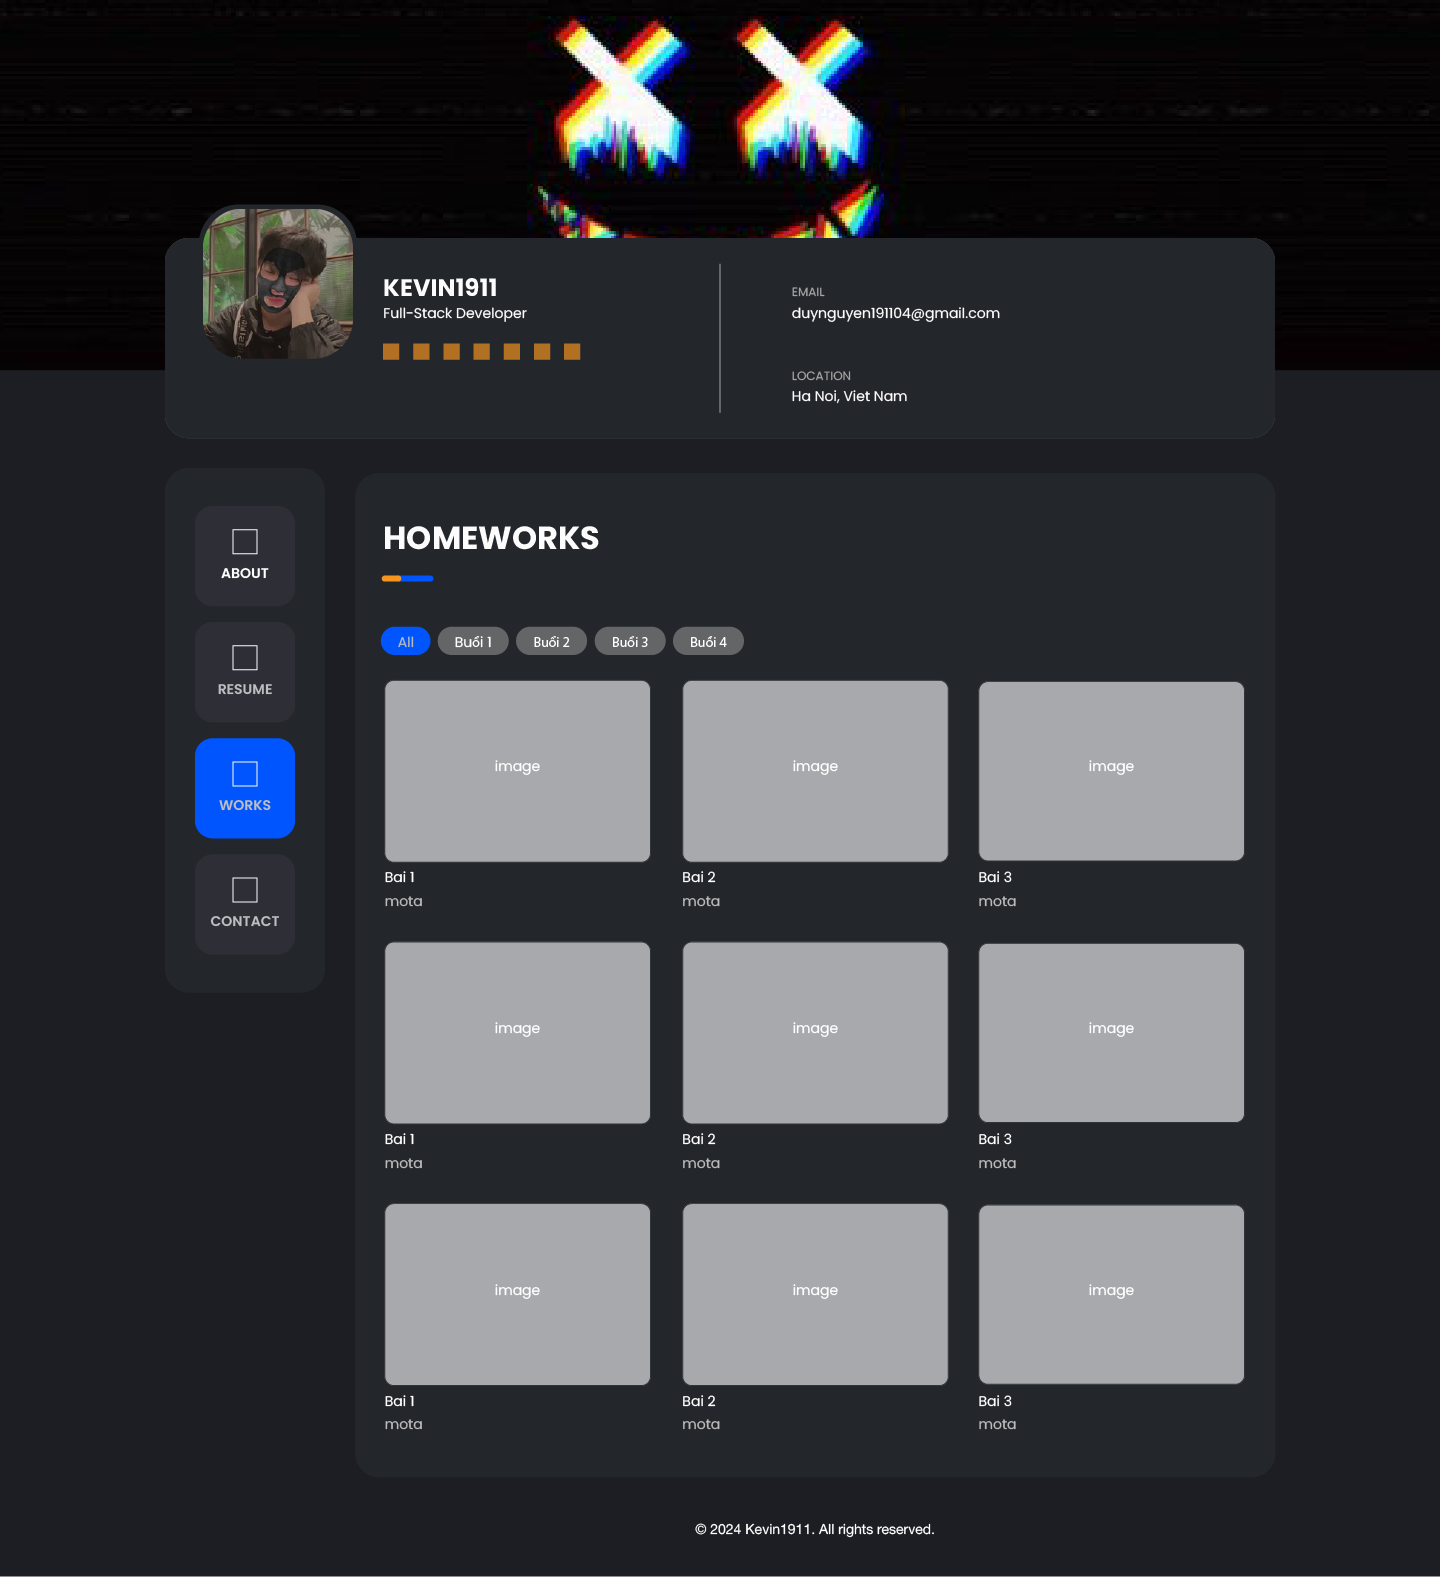 KEVIN1911
Full-Stack Developer
EMAIL
duynguyen191104@gmail.com
LOCATION
Ha Noi, Viet Nam
ABOUT
RESUME
WORKS
CONTACT
HOMEWORKS
All Buổi 1 Buổi 2 Buổi 3 Buổi 4
image image image
Bai 1 Bai 2 Bai 3
mota mota mota
image image image
Bai 1 Bai 2 Bai 3
mota mota mota
image image image
Bai 1 Bai 2 Bai 3
mota mota mota
© 2024 Kevin1911. All rights reserved.